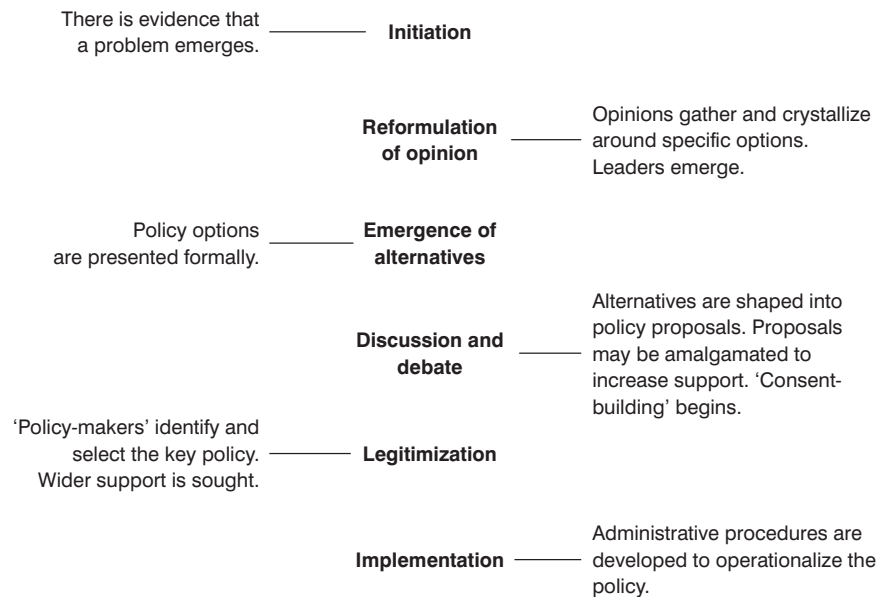 There is evidence that
a problem emerges.
Initiation
Reformulation
of opinion
Opinions gather and crystallize
around specific options.
Leaders emerge.
Policy options
are presented formally.
Emergence of
alternatives
Discussion and
debate
Alternatives are shaped into
policy proposals. Proposals
may be amalgamated to
increase support. ‘Consent-
building’ begins.
‘Policy-makers’ identify and
select the key policy.
Wider support is sought.
Legitimization
Implementation
Administrative procedures are
developed to operationalize the
policy.